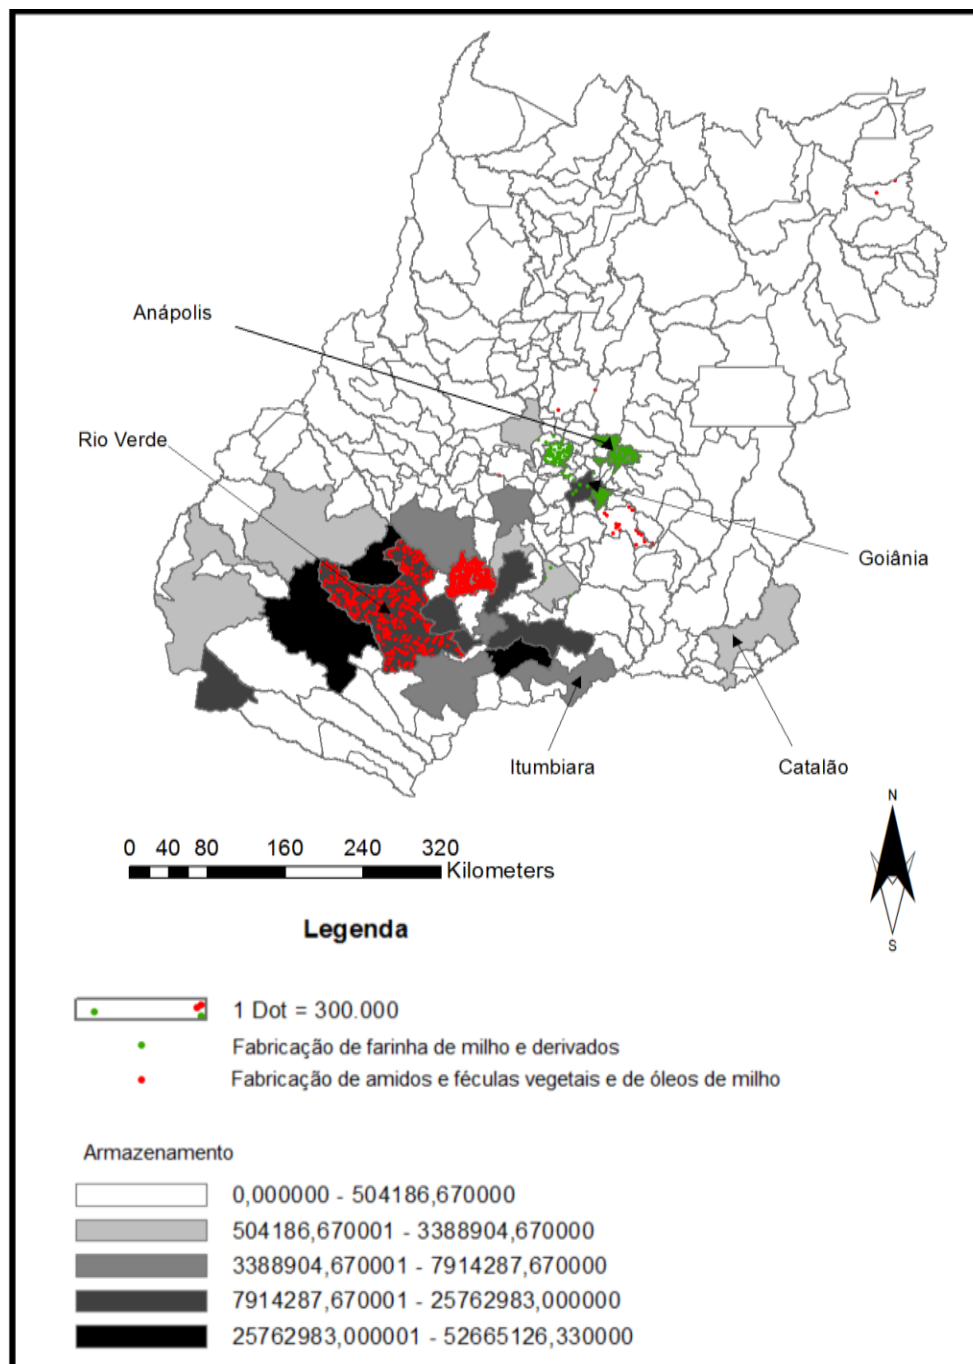 Anápolis
Rio Verde
Goiânia
Itumbiara
Catalão
N
0 40 80 160 240 320
Kilometers
S
Legenda
1 Dot = 300.000
Fabricação de farinha de milho e derivados
Fabricação de amidos e féculas vegetais e de óleos de milho
Armazenamento
0,000000 - 504186,670000
504186,670001 - 3388904,670000
3388904,670001 - 7914287,670000
7914287,670001 - 25762983,000000
25762983,000001 - 52665126,330000